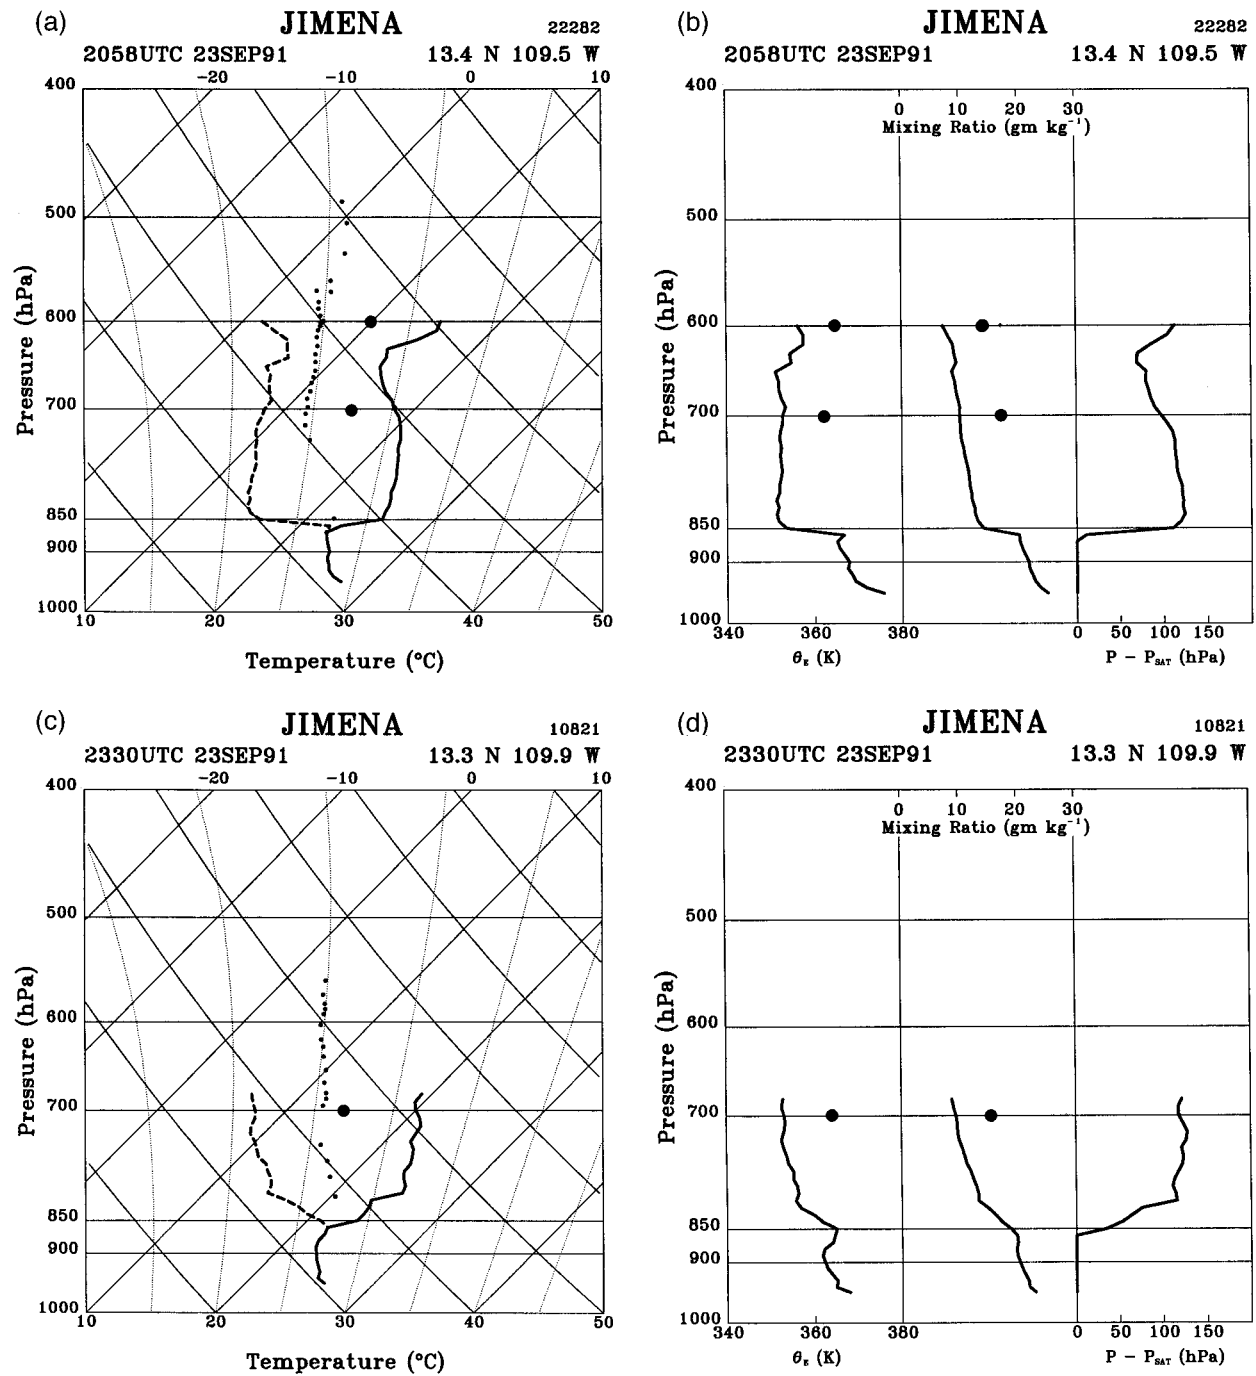 (a)
JIMENA
22282
2058UTC 23SEP91
13.4 N 109.5 W
-20 -10 0 10
400
500
600
700
850
900
1000
Pressure (hPa)
10 20 30 40 50
Temperature (°C)
(b)
JIMENA
22282
2058UTC 23SEP91
13.4 N 109.5 W
400
0 10 20 30
Mixing Ratio (gm kg⁻¹)
500
600
700
850
900
1000
Pressure (hPa)
340 360 380 0 50 100 150
θE (K)
P - PSAT (hPa)
(c)
JIMENA
10821
2330UTC 23SEP91
13.3 N 109.9 W
-20 -10 0 10
400
500
600
700
850
900
1000
Pressure (hPa)
10 20 30 40 50
Temperature (°C)
(d)
JIMENA
10821
2330UTC 23SEP91
13.3 N 109.9 W
400
0 10 20 30
Mixing Ratio (gm kg⁻¹)
500
600
700
850
900
1000
Pressure (hPa)
340 360 380 0 50 100 150
θE (K)
P - PSAT (hPa)